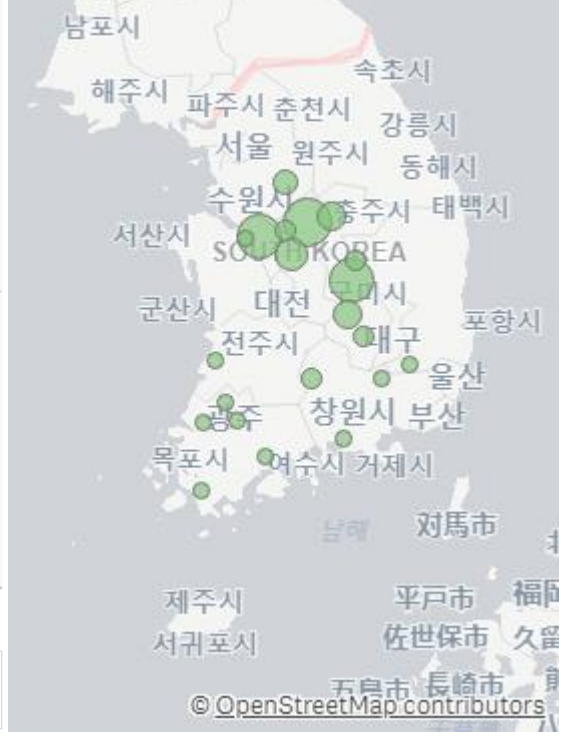 남포시
속초시
해주시
파주시 춘천시
강릉시
서울 원주시
동해시
수원시 충주시 태백시
서산시
SOUTH KOREA
대전 구미시
군산시
포항시
전주시 대구
울산
광주 창원시 부산
목포시 여수시 거제시
남해
対馬市
제주시 平戸市 福岡
서귀포시 佐世保市 久留
五島市 長崎市
© OpenStreetMap contributors